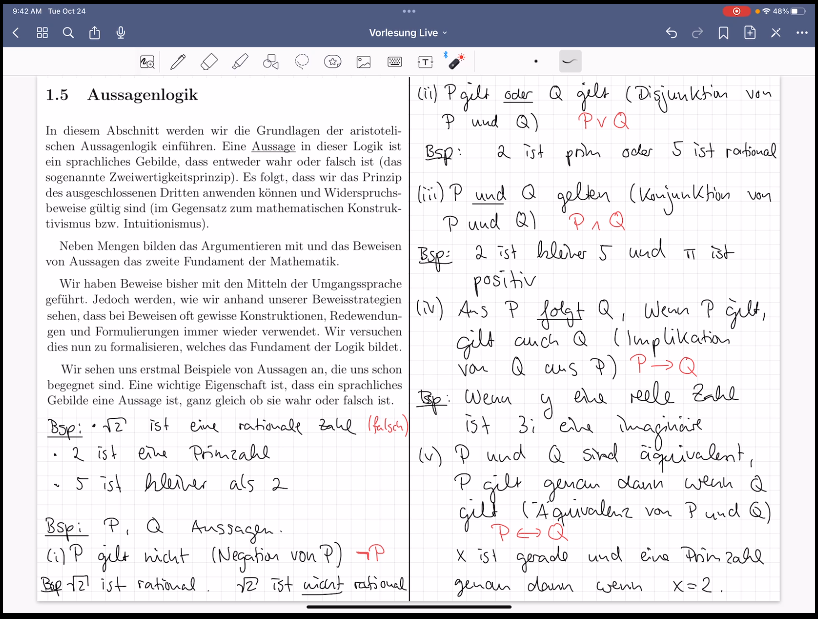 9:42 AM Tue Oct 24
48%
Vorlesung Live
1.5 Aussagenlogik
In diesem Abschnitt werden wir die Grundlagen der aristoteli-
schen Aussagenlogik einführen. Eine Aussage in dieser Logik ist
ein sprachliches Gebilde, dass entweder wahr oder falsch ist (das
sogenannte Zweiwertigkeitsprinzip). Es folgt, dass wir das Prinzip
des ausgeschlossenen Dritten anwenden können und Widerspruchs-
beweise gültig sind (im Gegensatz zum mathematischen Konstruk-
tivismus bzw. Intuitionismus).
Neben Mengen bilden das Argumentieren mit und das Beweisen
von Aussagen das zweite Fundament der Mathematik.
Wir haben Beweise bisher mit den Mitteln der Umgangssprache
geführt. Jedoch werden, wie wir anhand unserer Beweisstrategien
sehen, dass bei Beweisen oft gewisse Konstruktionen, Redewendun-
gen und Formulierungen immer wieder verwendet. Wir versuchen
dies nun zu formalisieren, welches das Fundament der Logik bildet.
Wir sehen uns erstmal Beispiele von Aussagen an, die uns schon
begegnet sind. Eine wichtige Eigenschaft ist, dass ein sprachliches
Gebilde eine Aussage ist, ganz gleich ob sie wahr oder falsch ist.
Bsp: · √2 ist eine rationale Zahl (falsch)
· 2 ist eine Primzahl
· 5 ist kleiner als 2
Bsp: P, Q Aussagen.
(i) P gilt nicht (Negation von P) ¬P
Bsp √2 ist rational. √2 ist nicht rational
(ii) P gilt oder Q gilt (Disjunktion von
P und Q) P ∨ Q
Bsp: 2 ist prim oder 5 ist rational
(iii) P und Q gelten (Konjunktion von
P und Q) P ∧ Q
Bsp: 2 ist kleiner 5 und π ist
positiv
(iv) Aus P folgt Q, Wenn P gilt,
gilt auch Q (Implikation
von Q aus P) P → Q
Bsp: Wenn y eine reelle Zahl
ist 3i eine imaginäre
(v) P und Q sind äquivalent,
P gilt genau dann wenn Q
gilt (Äquivalenz von P und Q)
P ↔ Q
x ist gerade und eine Primzahl
genau dann wenn x=2.